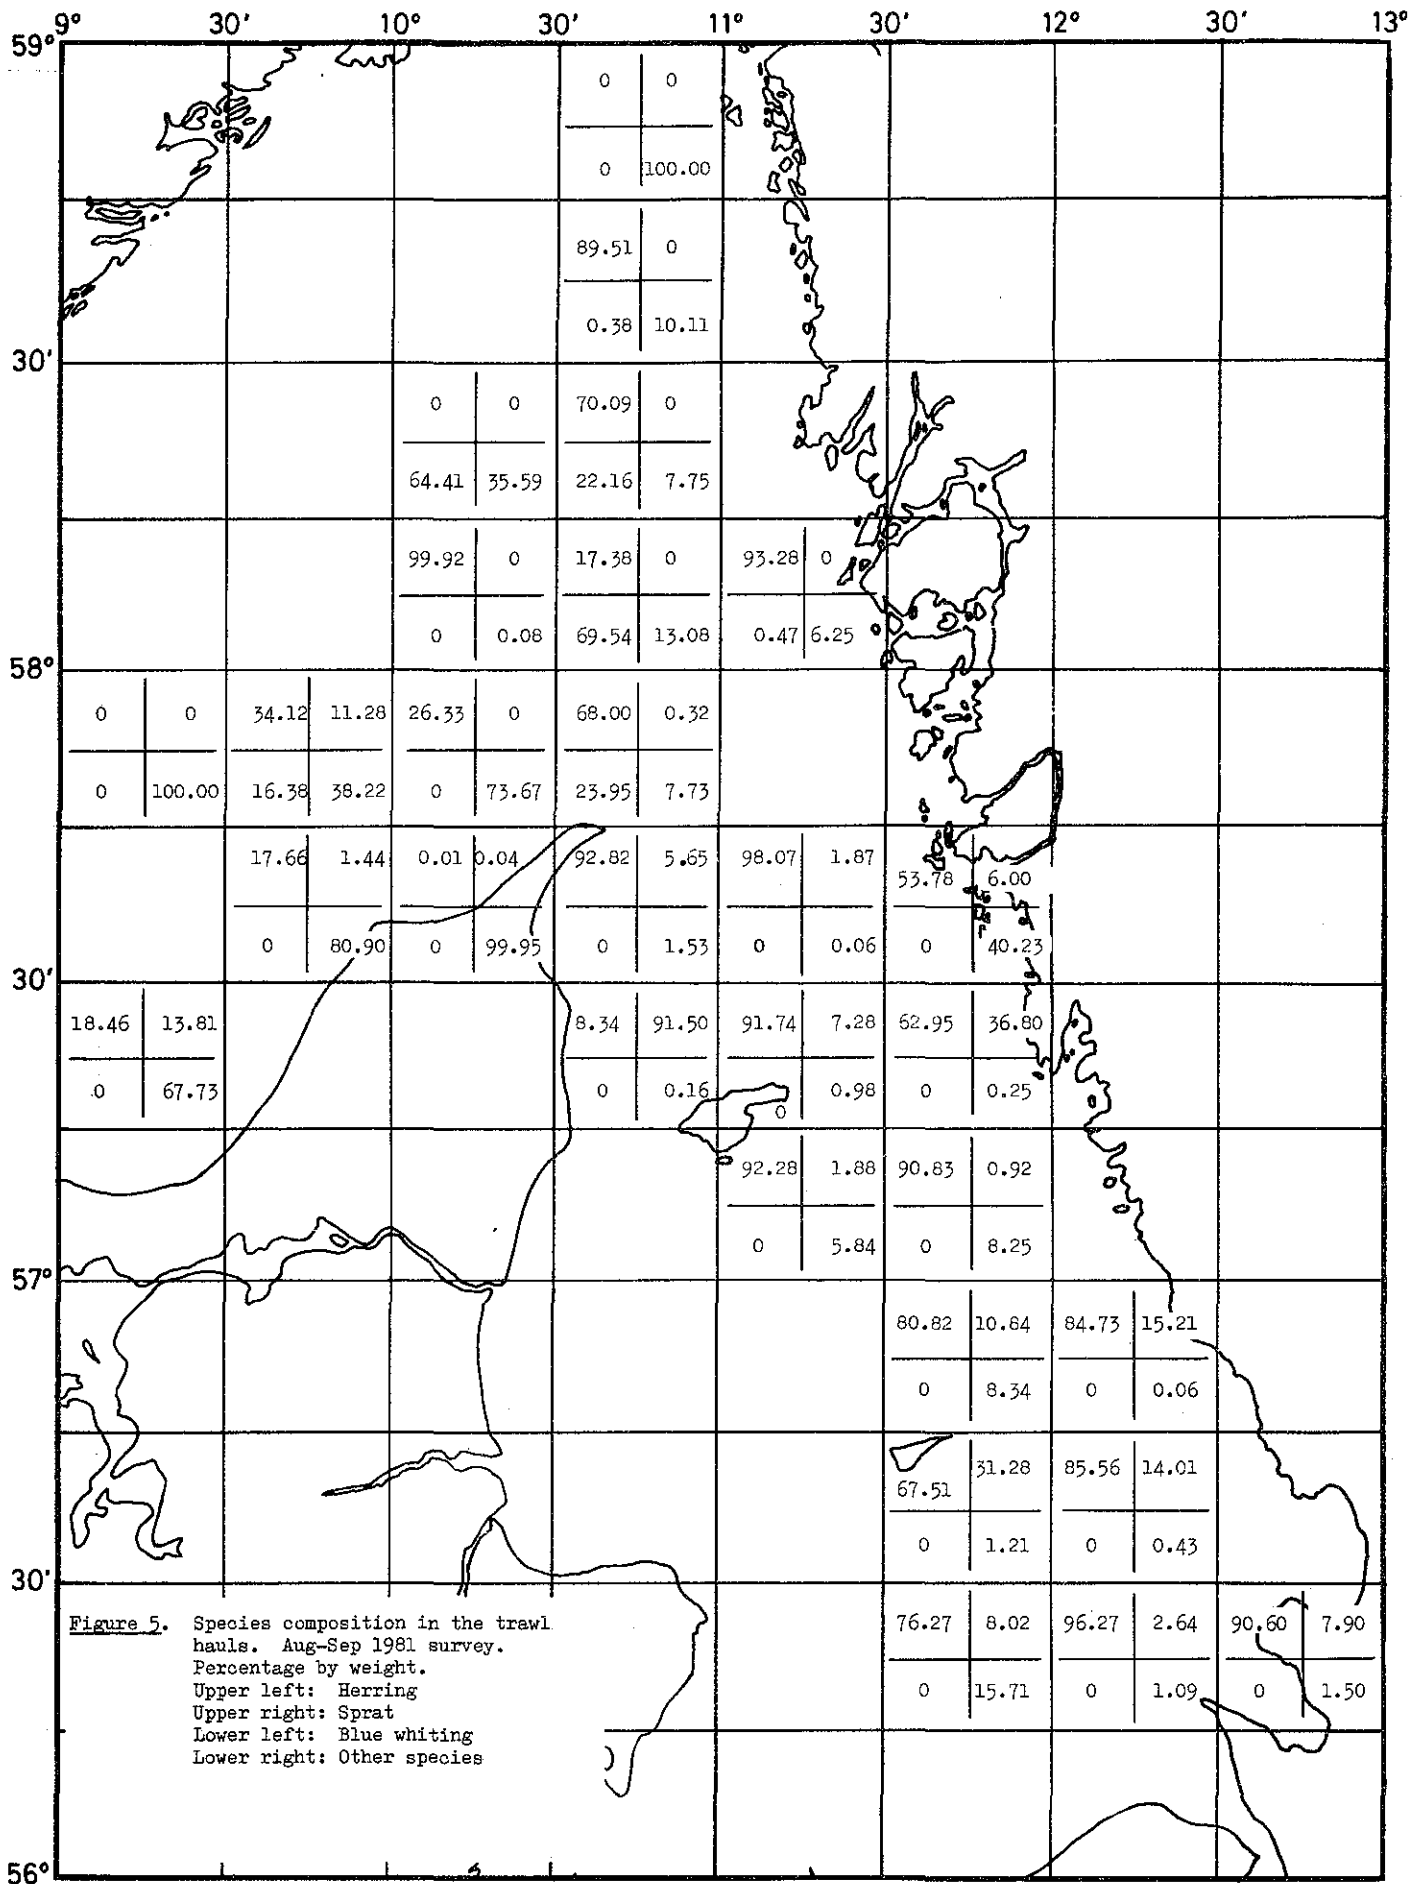 9° 30' 10° 30' 11° 30' 12° 30' 13°
59°
0 0
0 100.00
89.51 0
0.38 10.11
30'
0 0 70.09 0
64.41 35.59 22.16 7.75
99.92 0 17.38 0 93.28 0
0 0.08 69.54 13.08 0.47 6.25
58°
0 0 34.12 11.28 26.33 0 68.00 0.32
0 100.00 16.38 38.22 0 73.67 23.95 7.73
17.66 1.44 0.01 0.04 92.82 5.65 98.07 1.87
53.78 6.00
0 80.90 0 99.95 0 1.53 0 0.06 0 40.23
30'
18.46 13.81 8.34 91.50 91.74 7.28 62.95 36.80
0 67.73 0 0.16 0 0.98 0 0.25
92.28 1.88 90.83 0.92
0 5.84 0 8.25
57°
80.82 10.84 84.73 15.21
0 8.34 0 0.06
67.51 31.28 85.56 14.01
0 1.21 0 0.43
30'
76.27 8.02 96.27 2.64 90.60 7.90
0 15.71 0 1.09 0 1.50
Figure 5. Species composition in the trawl
hauls. Aug-Sep 1981 survey.
Percentage by weight.
Upper left: Herring
Upper right: Sprat
Lower left: Blue whiting
Lower right: Other species
56°